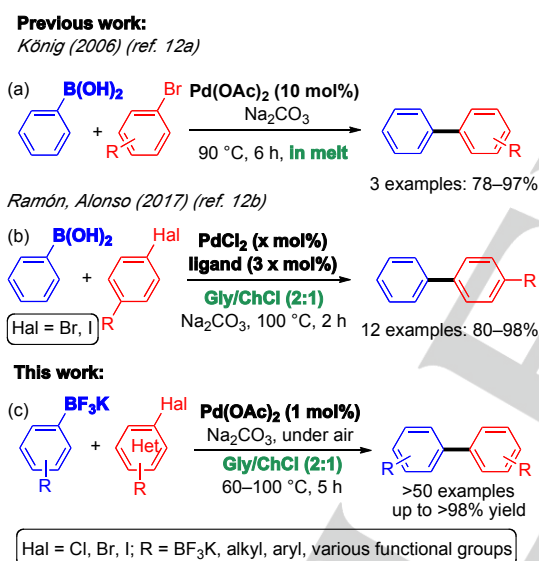 Previous work:
König (2006) (ref. 12a)
(a)
B(OH)₂
+
Br
R
Pd(OAc)₂ (10 mol%)
Na₂CO₃
90 °C, 6 h, in melt
R
3 examples: 78–97%
Ramón, Alonso (2017) (ref. 12b)
(b)
B(OH)₂
+
Hal
R
Hal = Br, I
PdCl₂ (x mol%)
ligand (3 x mol%)
Gly/ChCl (2:1)
Na₂CO₃, 100 °C, 2 h
R
12 examples: 80–98%
This work:
(c)
BF₃K
R
+
Hal
Het
R
Pd(OAc)₂ (1 mol%)
Na₂CO₃, under air
Gly/ChCl (2:1)
60–100 °C, 5 h
R
R
>50 examples
up to >98% yield
Hal = Cl, Br, I; R = BF₃K, alkyl, aryl, various functional groups